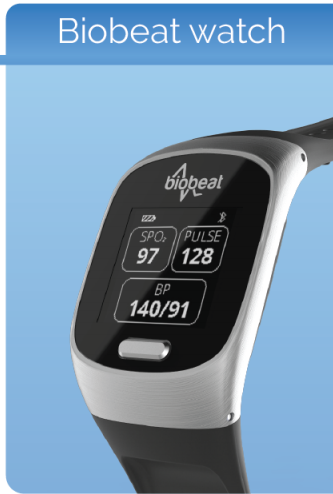 Biobeat watch
biobeat
SPO₂ PULSE
97 128
BP
140/91